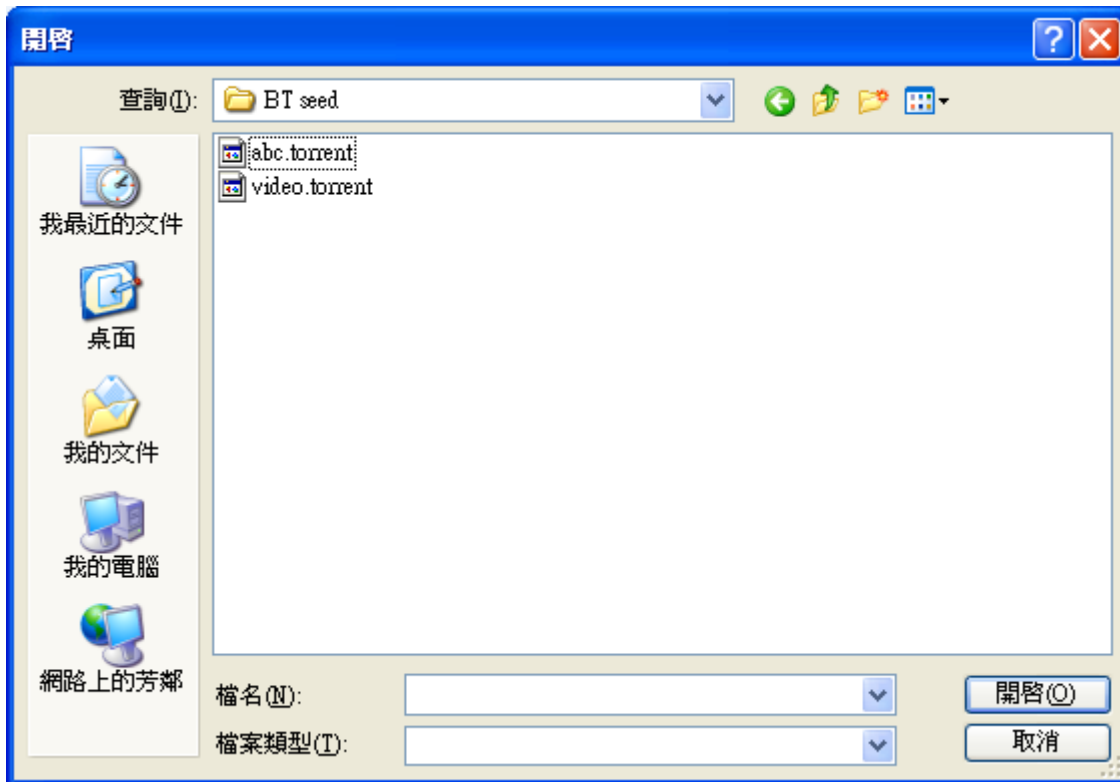 開啓
查詢(I):
BT seed
abc.torrent
video.torrent
我最近的文件
桌面
我的文件
我的電腦
網路上的芳鄰
檔名(N):
開啓(O)
檔案類型(T):
取消